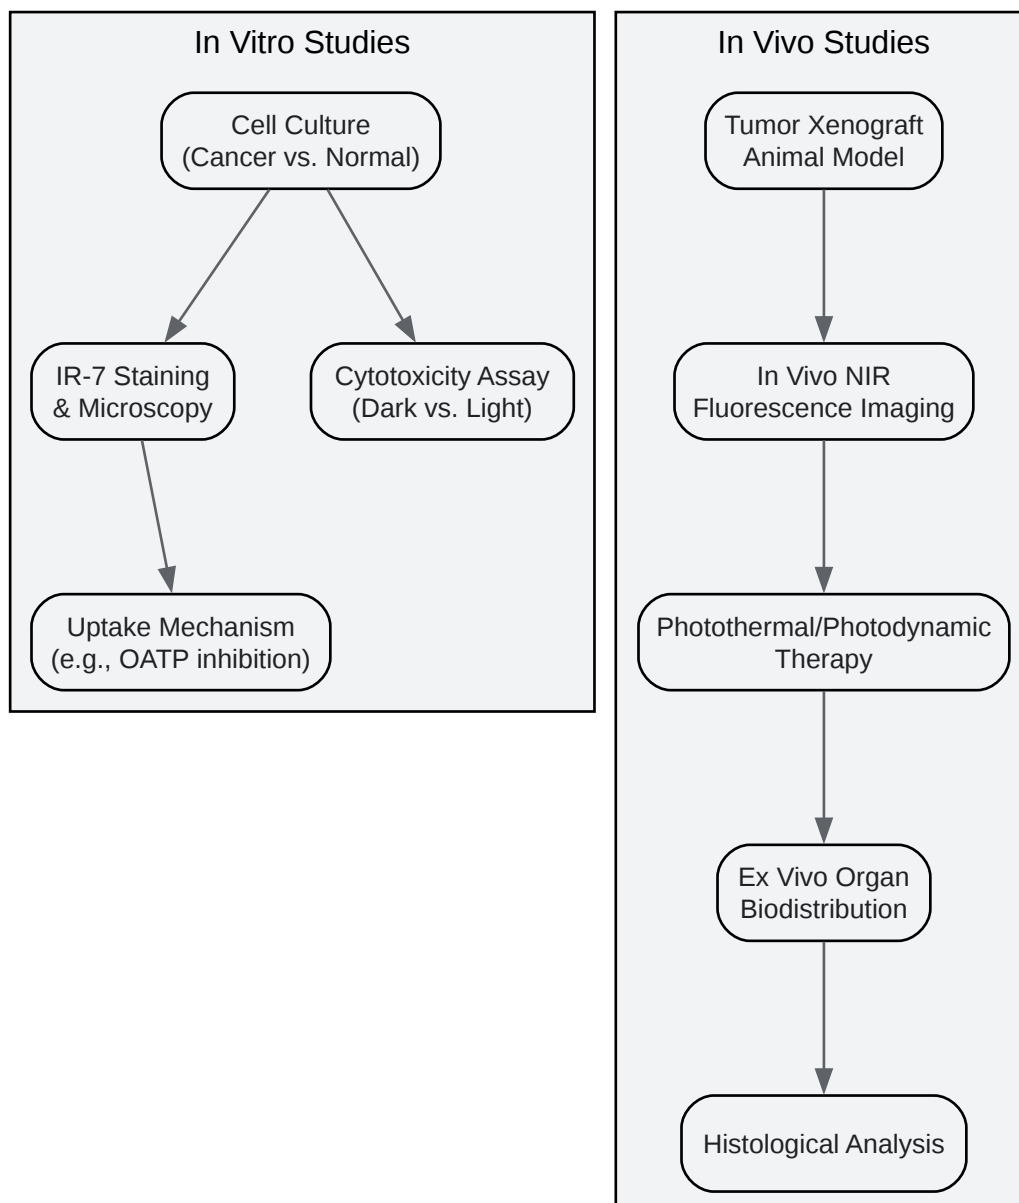 In Vitro Studies
Cell Culture
(Cancer vs. Normal)
IR-7 Staining
& Microscopy
Cytotoxicity Assay
(Dark vs. Light)
Uptake Mechanism
(e.g., OATP inhibition)
In Vivo Studies
Tumor Xenograft
Animal Model
In Vivo NIR
Fluorescence Imaging
Photothermal/Photodynamic
Therapy
Ex Vivo Organ
Biodistribution
Histological Analysis